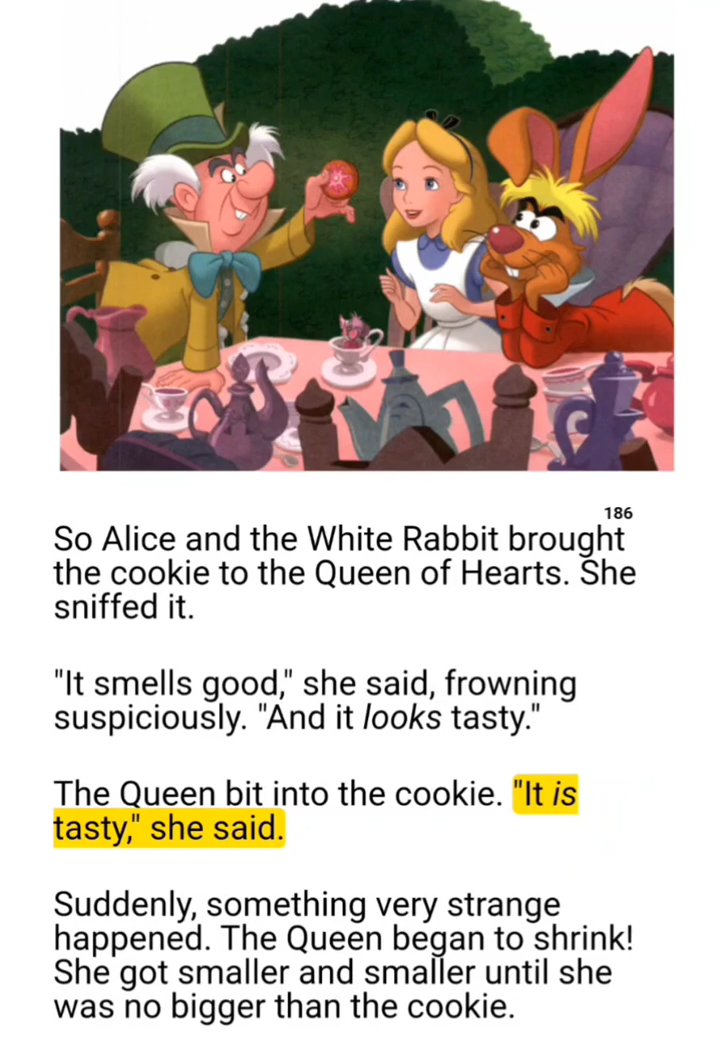 186
So Alice and the White Rabbit brought
the cookie to the Queen of Hearts. She
sniffed it.
"It smells good," she said, frowning
suspiciously. "And it looks tasty."
The Queen bit into the cookie. "It is
tasty," she said.
Suddenly, something very strange
happened. The Queen began to shrink!
She got smaller and smaller until she
was no bigger than the cookie.